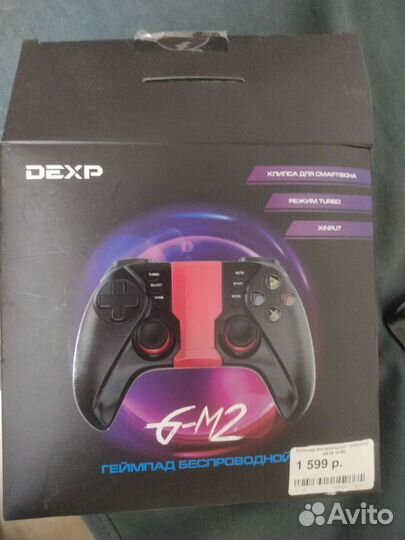 DEXP
КЛИПСА ДЛЯ СМАРТФОНА
РЕЖИМ TURBO
XINPUT
TURBO
SELECT
HOME
AUTO
START
MODE
G-M2
ГЕЙМПАД БЕСПРОВОДНОЙ
1 599 р.
Avito